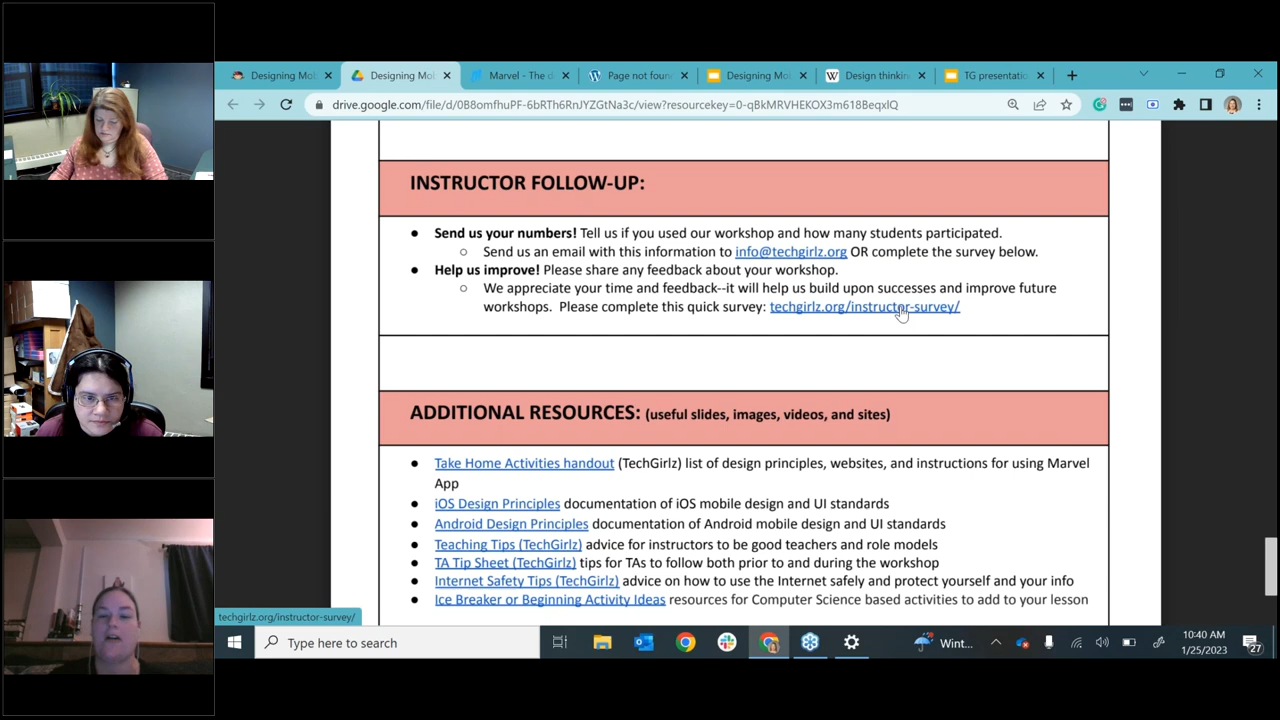 Designing Mo
Designing Mo
Marvel - The d
Page not foun
Designing Mo
Design thinkin
TG presentatio
drive.google.com/file/d/0B8omfhuPF-6bRTh6RnJYZGtNa3c/view?resourcekey=0-qBkMRVHEKOX3m618BeqxlQ
INSTRUCTOR FOLLOW-UP:
● Send us your numbers! Tell us if you used our workshop and how many students participated.
○ Send us an email with this information to info@techgirlz.org OR complete the survey below.
● Help us improve! Please share any feedback about your workshop.
○ We appreciate your time and feedback--it will help us build upon successes and improve future
workshops. Please complete this quick survey: techgirlz.org/instructor-survey/
ADDITIONAL RESOURCES: (useful slides, images, videos, and sites)
● Take Home Activities handout (TechGirlz) list of design principles, websites, and instructions for using Marvel
App
● iOS Design Principles documentation of iOS mobile design and UI standards
● Android Design Principles documentation of Android mobile design and UI standards
● Teaching Tips (TechGirlz) advice for instructors to be good teachers and role models
● TA Tip Sheet (TechGirlz) tips for TAs to follow both prior to and during the workshop
● Internet Safety Tips (TechGirlz) advice on how to use the Internet safely and protect yourself and your info
● Ice Breaker or Beginning Activity Ideas resources for Computer Science based activities to add to your lesson
techgirlz.org/instructor-survey/
Type here to search
Wint...
10:40 AM
1/25/2023
27